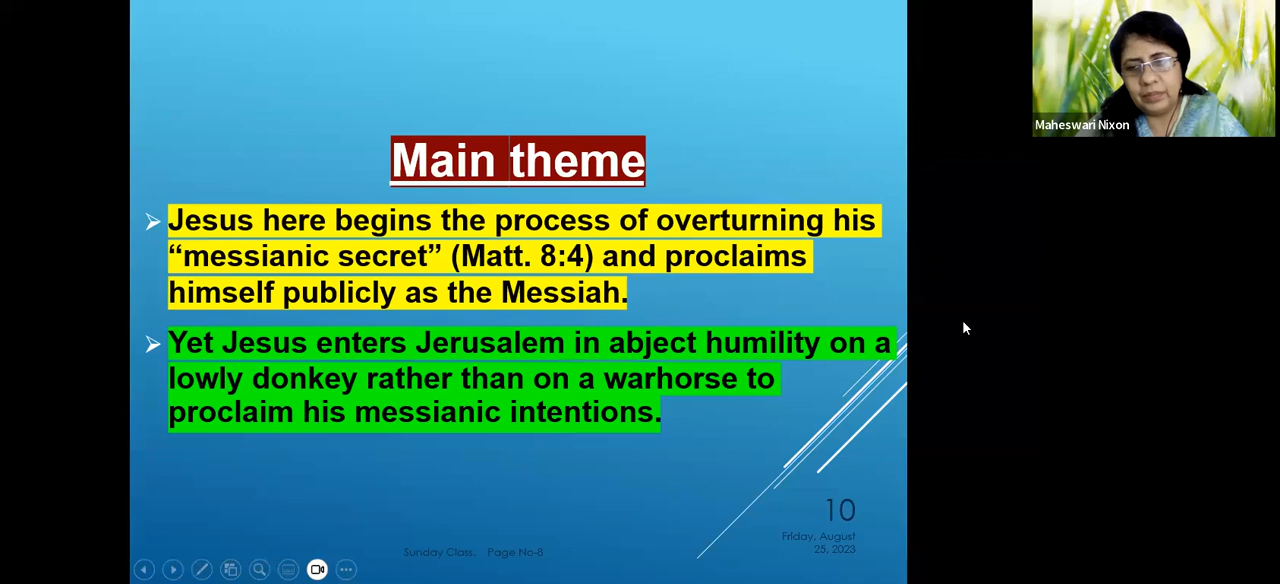 Maheswari Nixon
Main theme
Jesus here begins the process of overturning his
“messianic secret” (Matt. 8:4) and proclaims
himself publicly as the Messiah.
Yet Jesus enters Jerusalem in abject humility on a
lowly donkey rather than on a warhorse to
proclaim his messianic intentions.
10
Friday, August
25, 2023
Sunday Class. Page No-8